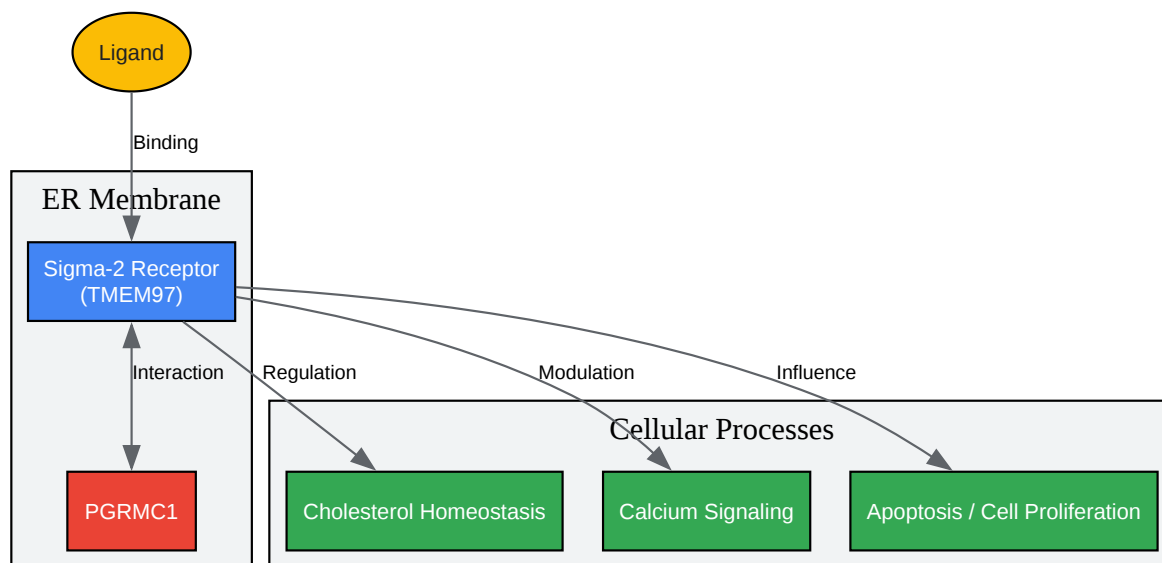 Ligand
Binding
ER Membrane
Sigma-2 Receptor
(TMEM97)
Interaction
Regulation
Modulation
Influence
Cellular Processes
PGRMC1
Cholesterol Homeostasis
Calcium Signaling
Apoptosis / Cell Proliferation